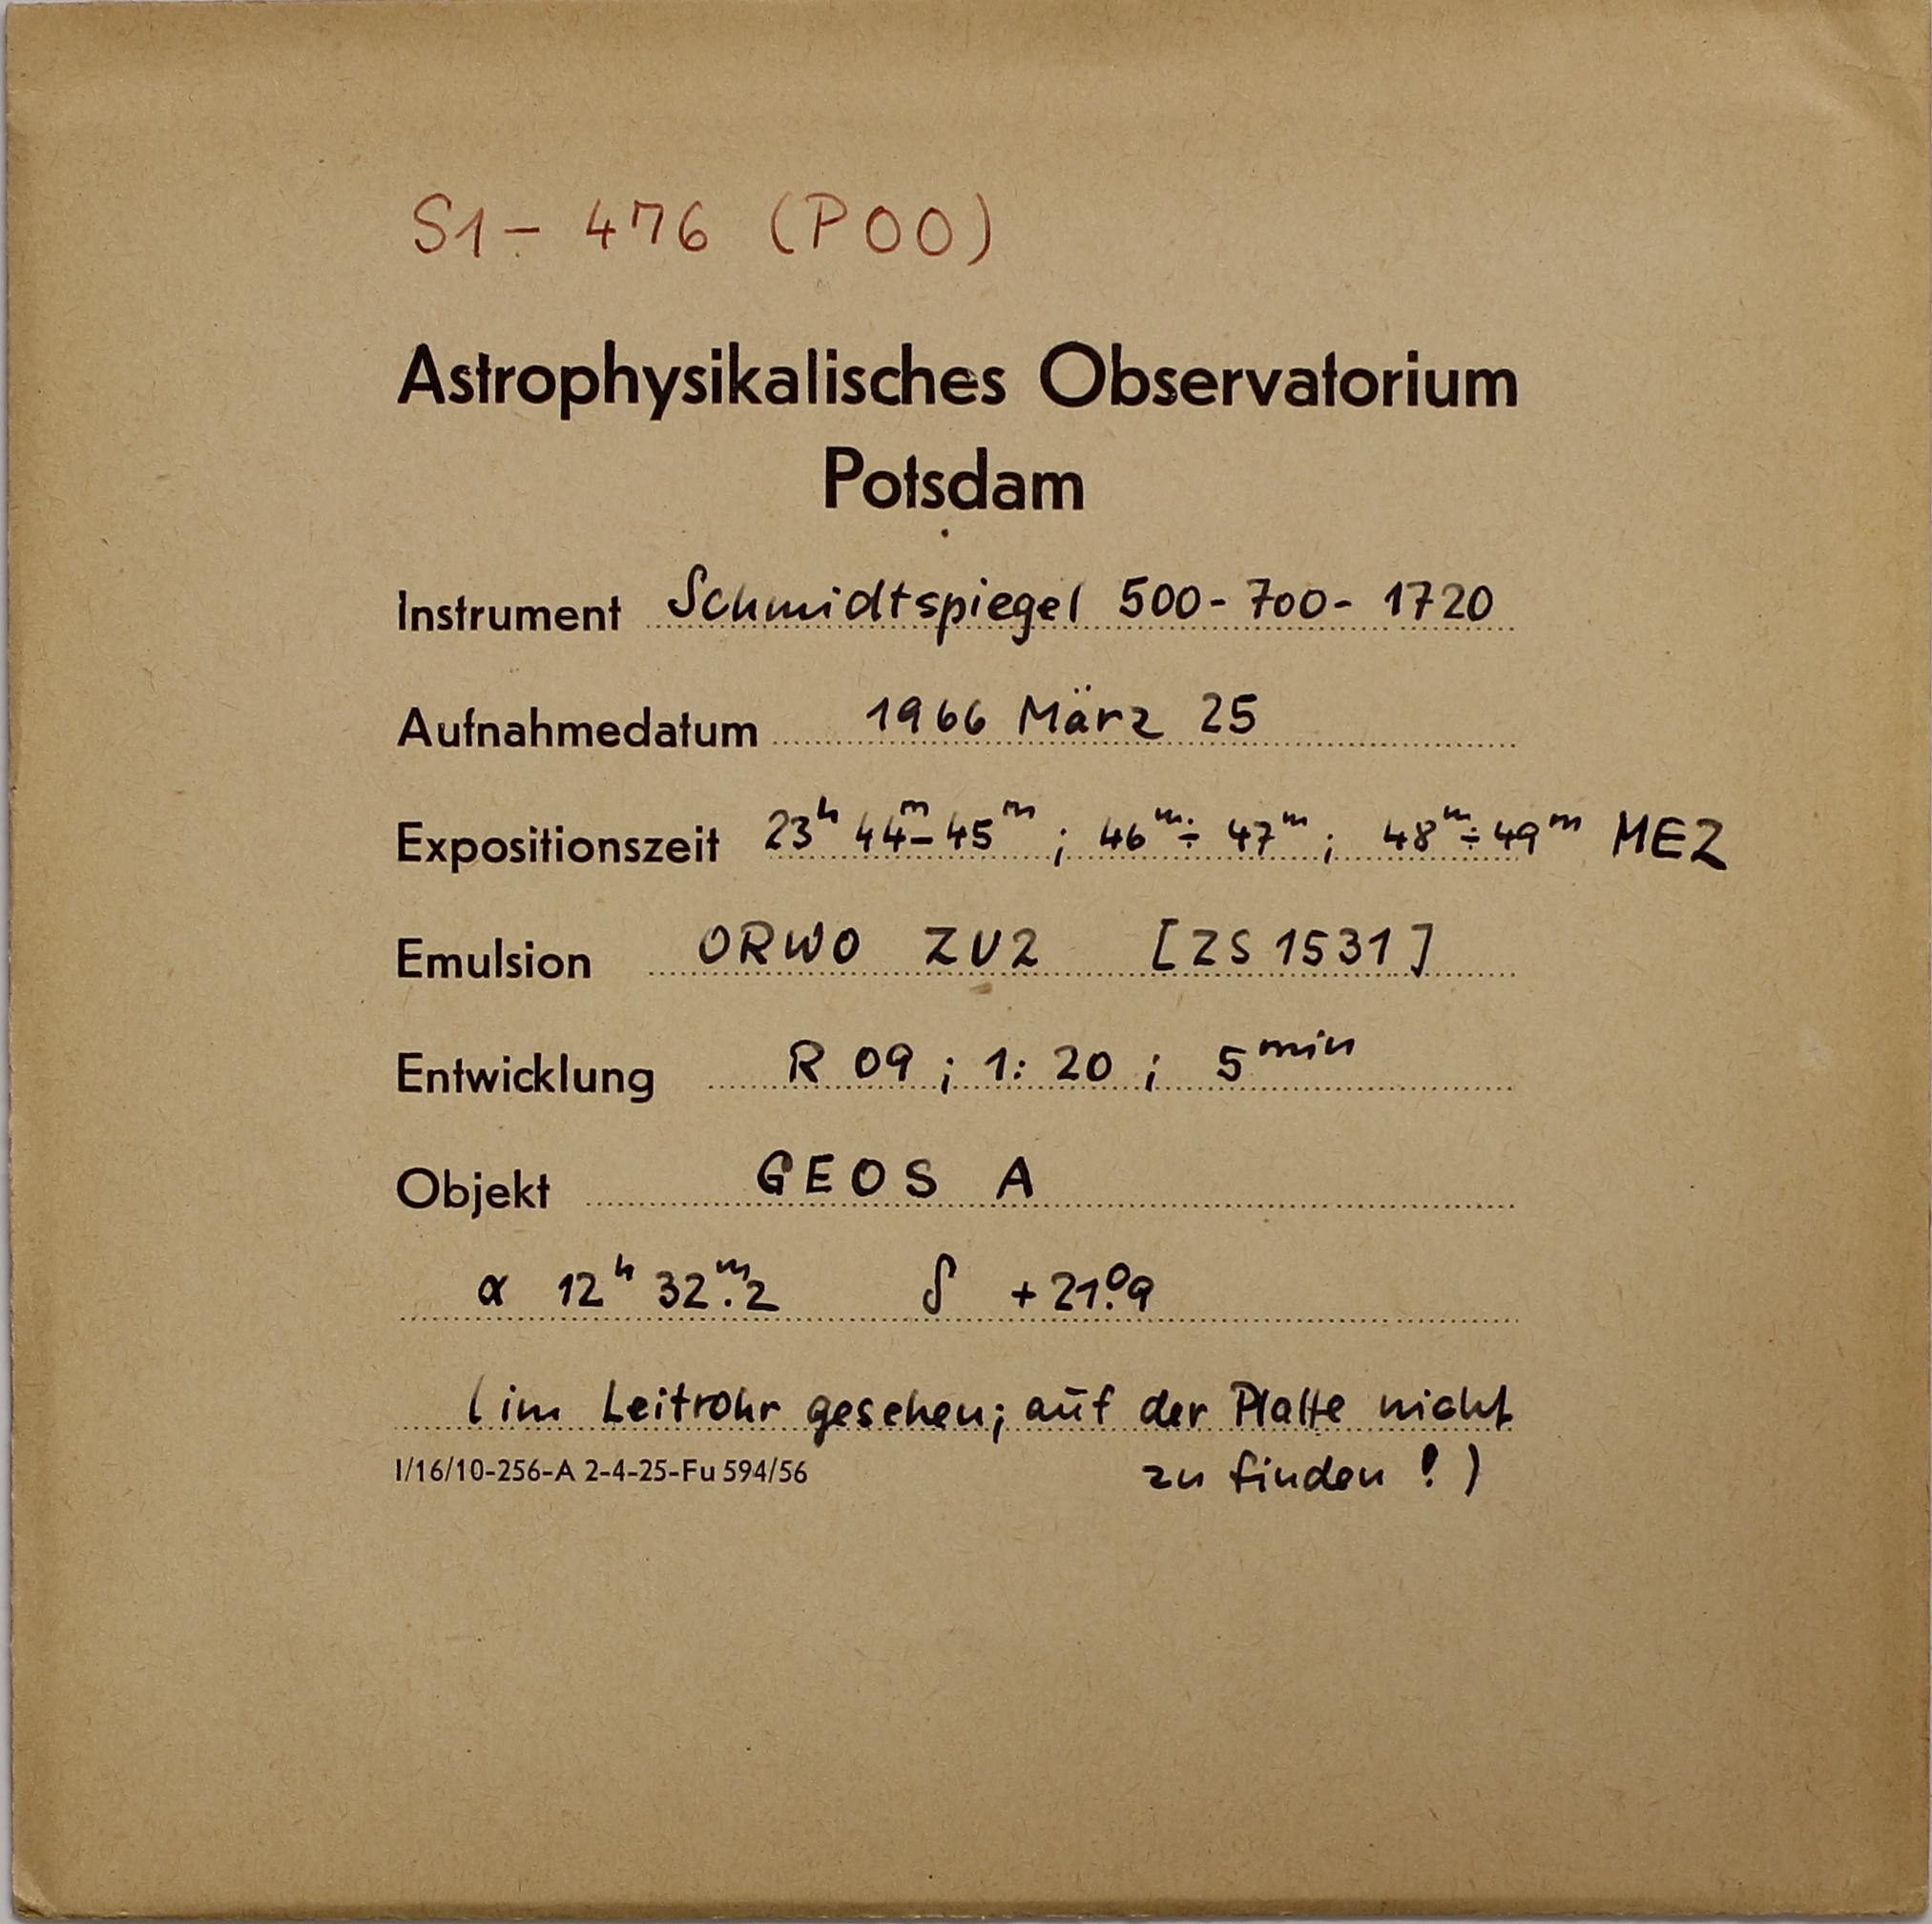 S1 - 476 (POO)
Astrophysikalisches Observatorium
Potsdam
Instrument Schmidtspiegel 500 - 700 - 1720
Aufnahmedatum 1966 März 25
Expositionszeit 23ʰ 44ᵐ - 45ᵐ ; 46ᵐ ÷ 47ᵐ ; 48ᵐ ÷ 49ᵐ MEZ
Emulsion ORWO ZU2 [ZS 1531]
Entwicklung R 09 ; 1:20 ; 5 min
Objekt GEOS A
α 12ʰ 32ᵐ.2 δ +21°.9
(im Leitrohr gesehen; auf der Platte nicht
I/16/10-256-A 2-4-25-Fu 594/56 zu finden ! )